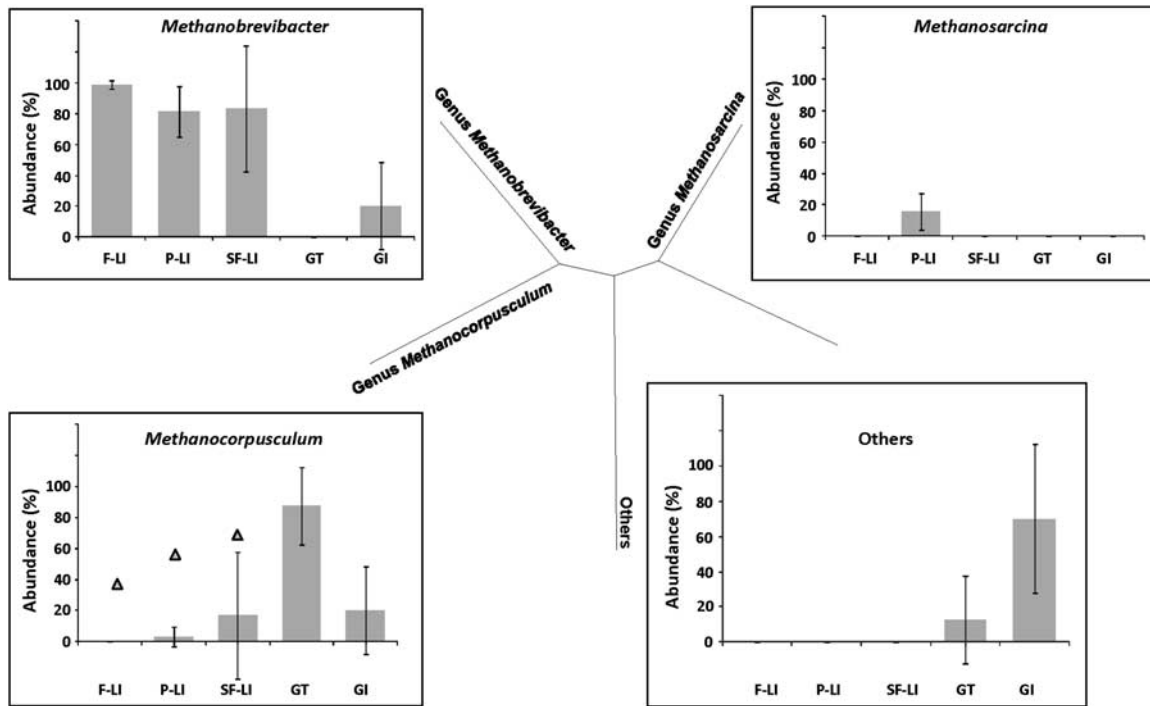 Methanobrevibacter
Abundance (%)
100
80
60
40
20
0
F-LI P-LI SF-LI GT GI
Methanosarcina
Abundance (%)
100
80
60
40
20
0
F-LI P-LI SF-LI GT GI
Genus Methanobrevibacter
Genus Methanosarcina
Genus Methanocorpusculum
Others
Methanocorpusculum
Abundance (%)
100
80
60
40
20
0
Δ Δ Δ
F-LI P-LI SF-LI GT GI
Others
Abundance (%)
100
80
60
40
20
0
F-LI P-LI SF-LI GT GI